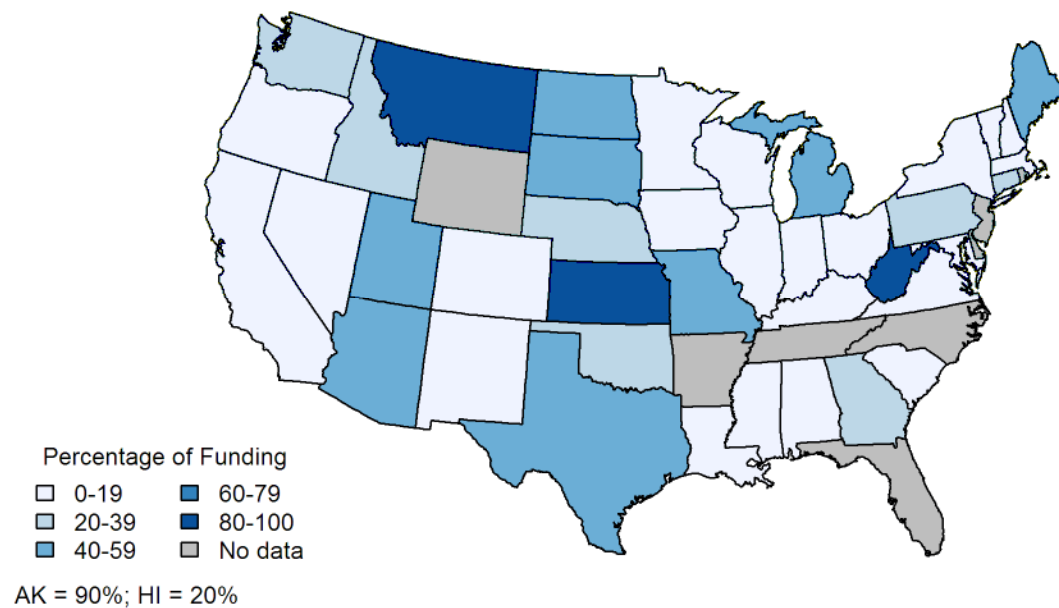 Percentage of Funding
0-19 60-79
20-39 80-100
40-59 No data
AK = 90%; HI = 20%